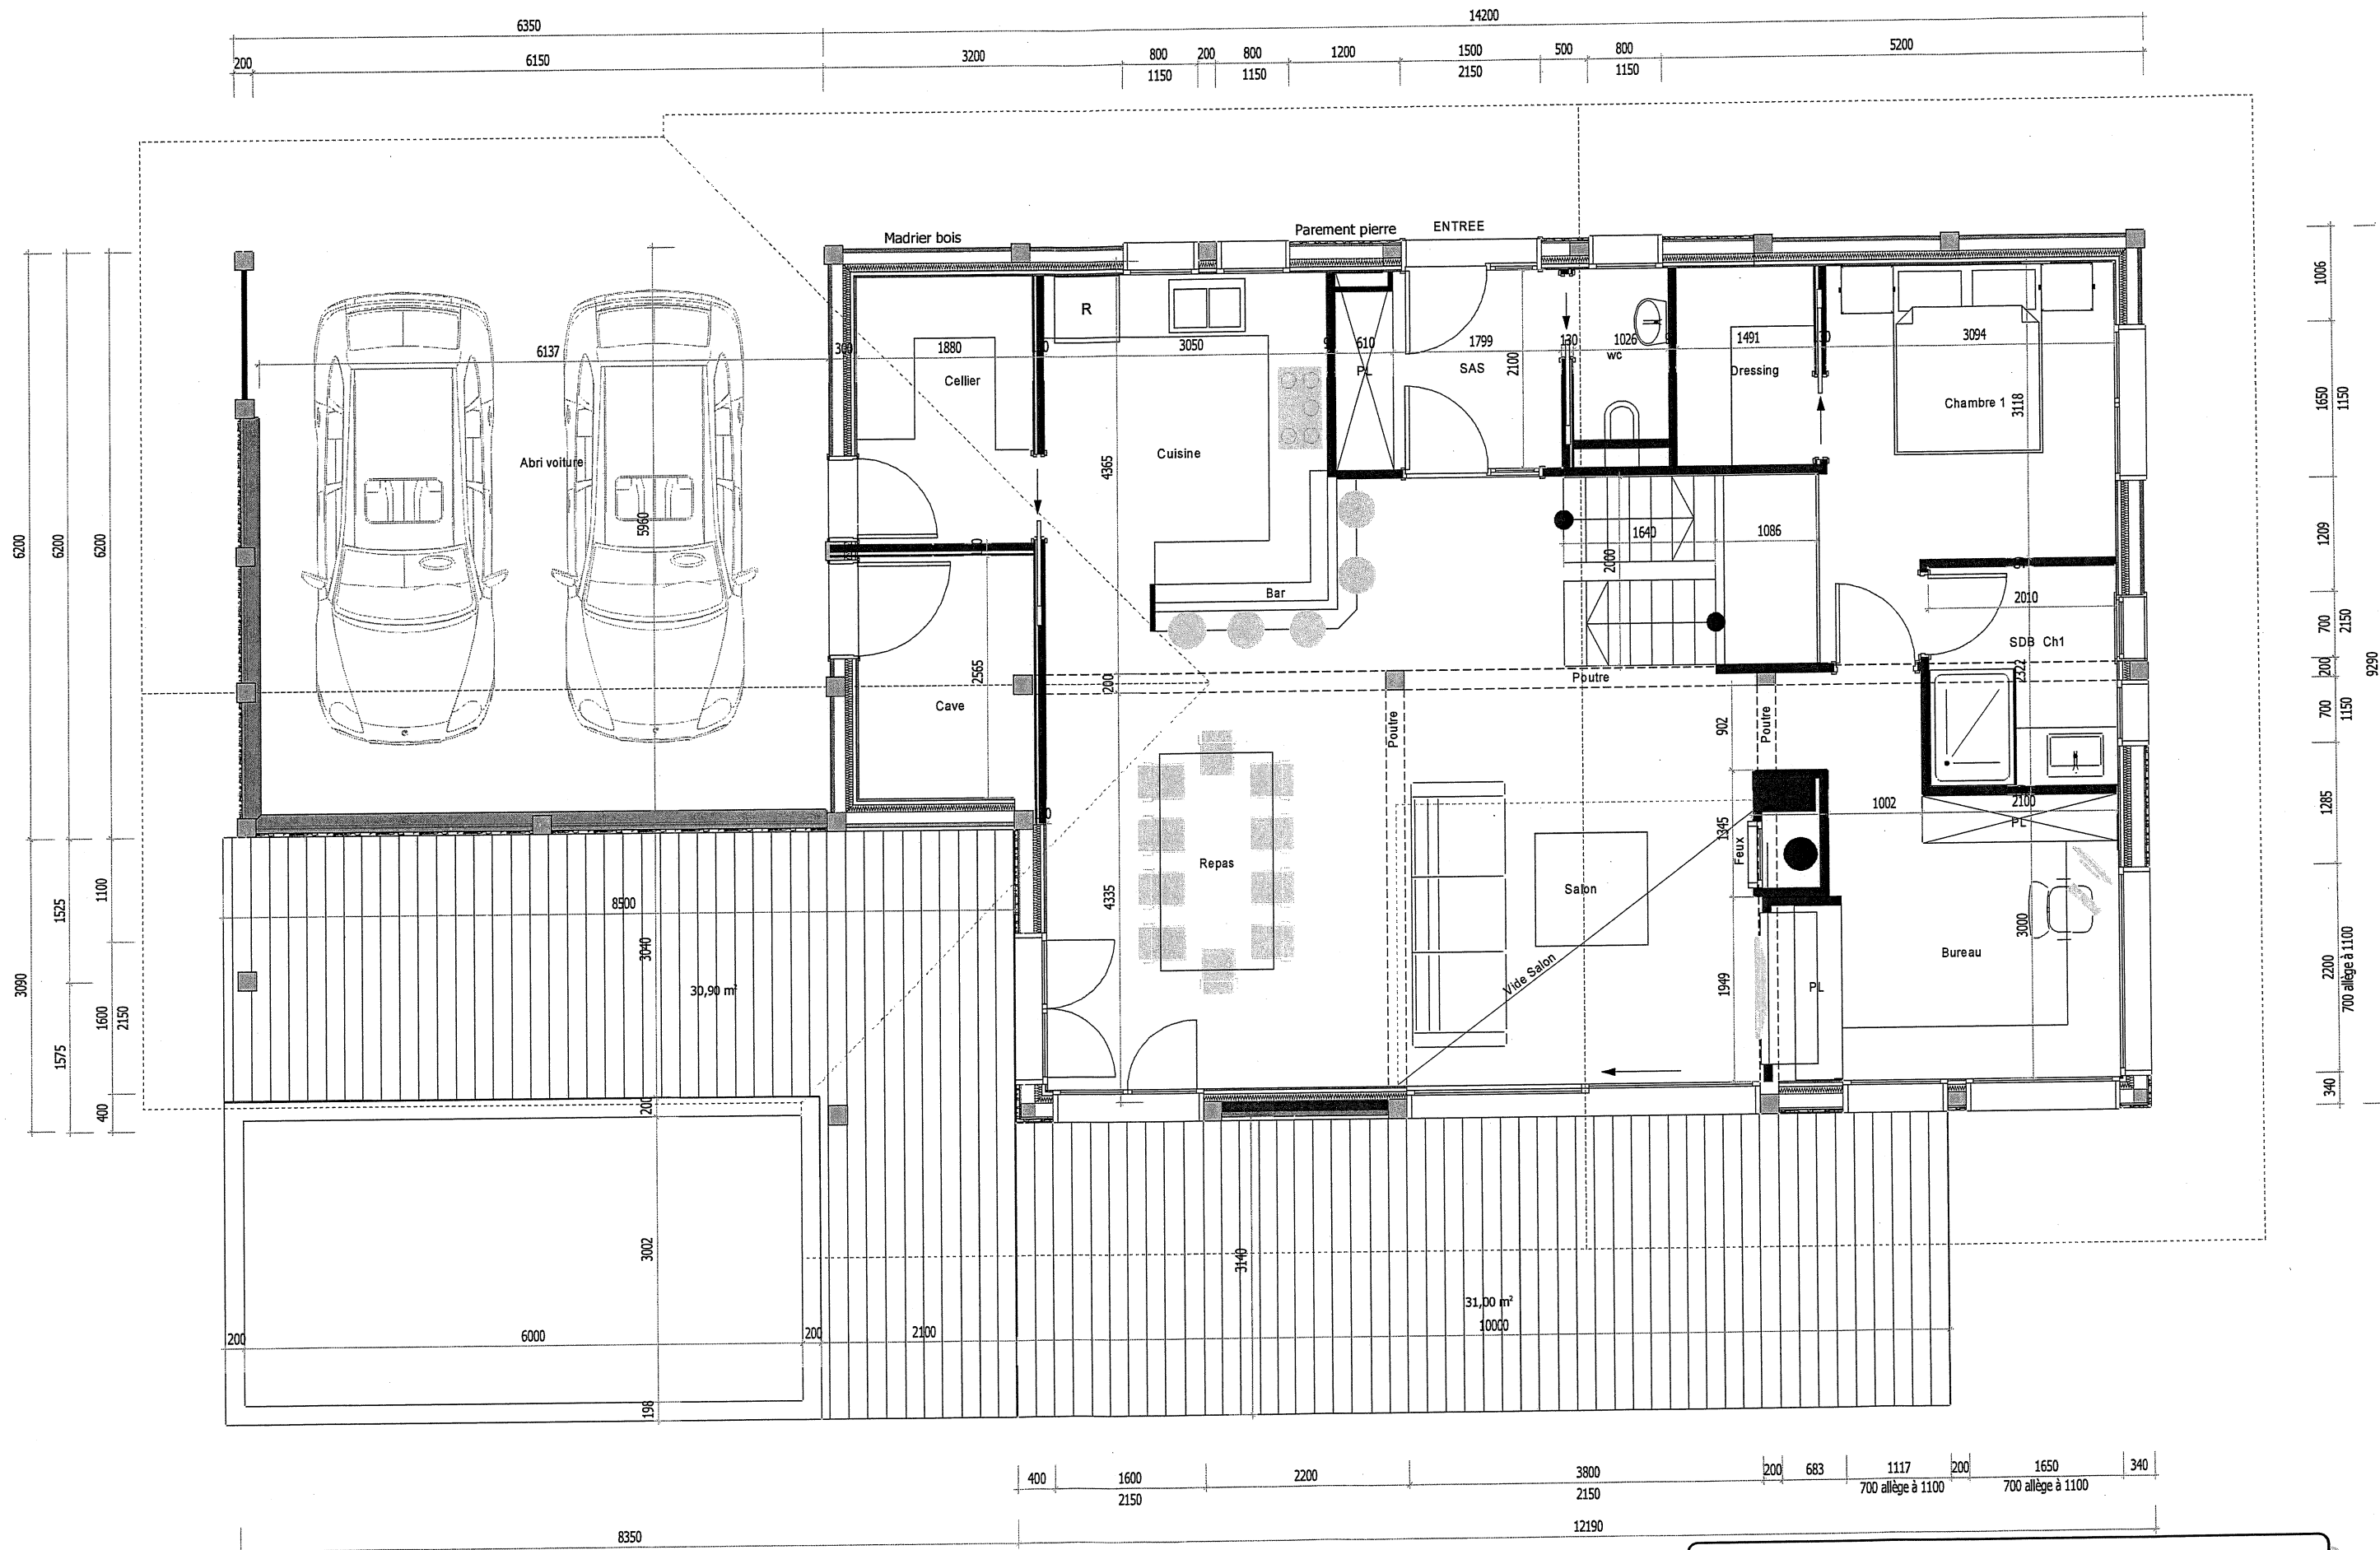 14200
6350
200 6150 3200 800 200 800 1200 1500 500 800 5200
1150 1150 2150 1150
Madrier bois
Parement pierre
ENTREE
R
6137 300 1880 3050 610 1799 130 1026 1491 3094
Cellier
PL
SAS
2100
wc
Dressing
Chambre 1
3118
Abri voiture
5960
4365
Cuisine
1640
1086
2000
Bar
2010
SDB Ch1
2322
2565
Cave
200
Poutre
Poutre
Poutre
902
1002
2100
PL
1345
Feux
Repas
Salon
4335
8500
3040
30,90 m²
Vide Salon
1949
PL
Bureau
3000
200
3002
3140
31,00 m²
200 6000 200 2100 10000
198
6200
6200
6200
3090
1525
1575
1100
1600
2150
400
1006
1650
1150
1209
700
2150
200
700
1150
1285
2200
700 allège à 1100
340
9290
400 1600 2200 3800 200 683 1117 200 1650 340
2150 2150 700 allège à 1100 700 allège à 1100
8350 12190